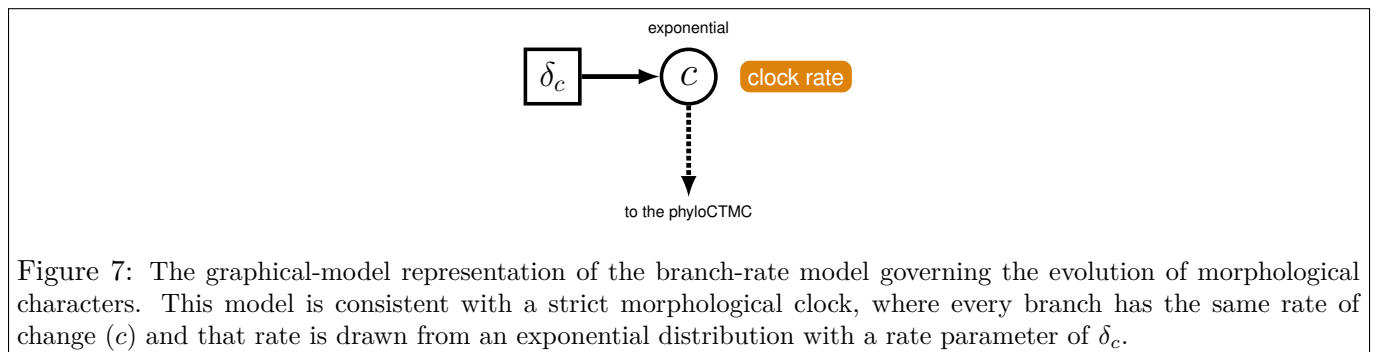 exponential
δc c clock rate
to the phyloCTMC
Figure 7: The graphical-model representation of the branch-rate model governing the evolution of morphological
characters. This model is consistent with a strict morphological clock, where every branch has the same rate of
change (c) and that rate is drawn from an exponential distribution with a rate parameter of δc.